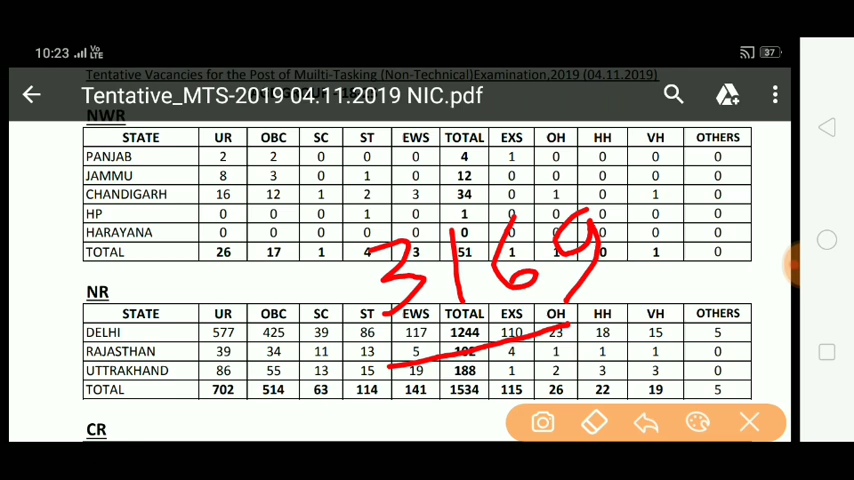 10:23 Vo LTE 37
Tentative Vacancies for the Post of Muilti-Tasking (Non-Technical)Examination,2019 (04.11.2019)
Tentative_MTS-2019 04.11.2019 NIC.pdf
NWR
STATE UR OBC SC ST EWS TOTAL EXS OH HH VH OTHERS
PANJAB 2 2 0 0 0 4 1 0 0 0 0
JAMMU 8 3 0 1 0 12 0 0 0 0 0
CHANDIGARH 16 12 1 2 3 34 0 1 0 1 0
HP 0 0 0 1 0 1 0 0 0 0 0
HARAYANA 0 0 0 0 0 0 0 0 0 0 0
TOTAL 26 17 1 4 3 51 1 1 0 1 0
3169
NR
STATE UR OBC SC ST EWS TOTAL EXS OH HH VH OTHERS
DELHI 577 425 39 86 117 1244 110 23 18 15 5
RAJASTHAN 39 34 11 13 5 102 4 1 1 1 0
UTTRAKHAND 86 55 13 15 19 188 1 2 3 3 0
TOTAL 702 514 63 114 141 1534 115 26 22 19 5
CR